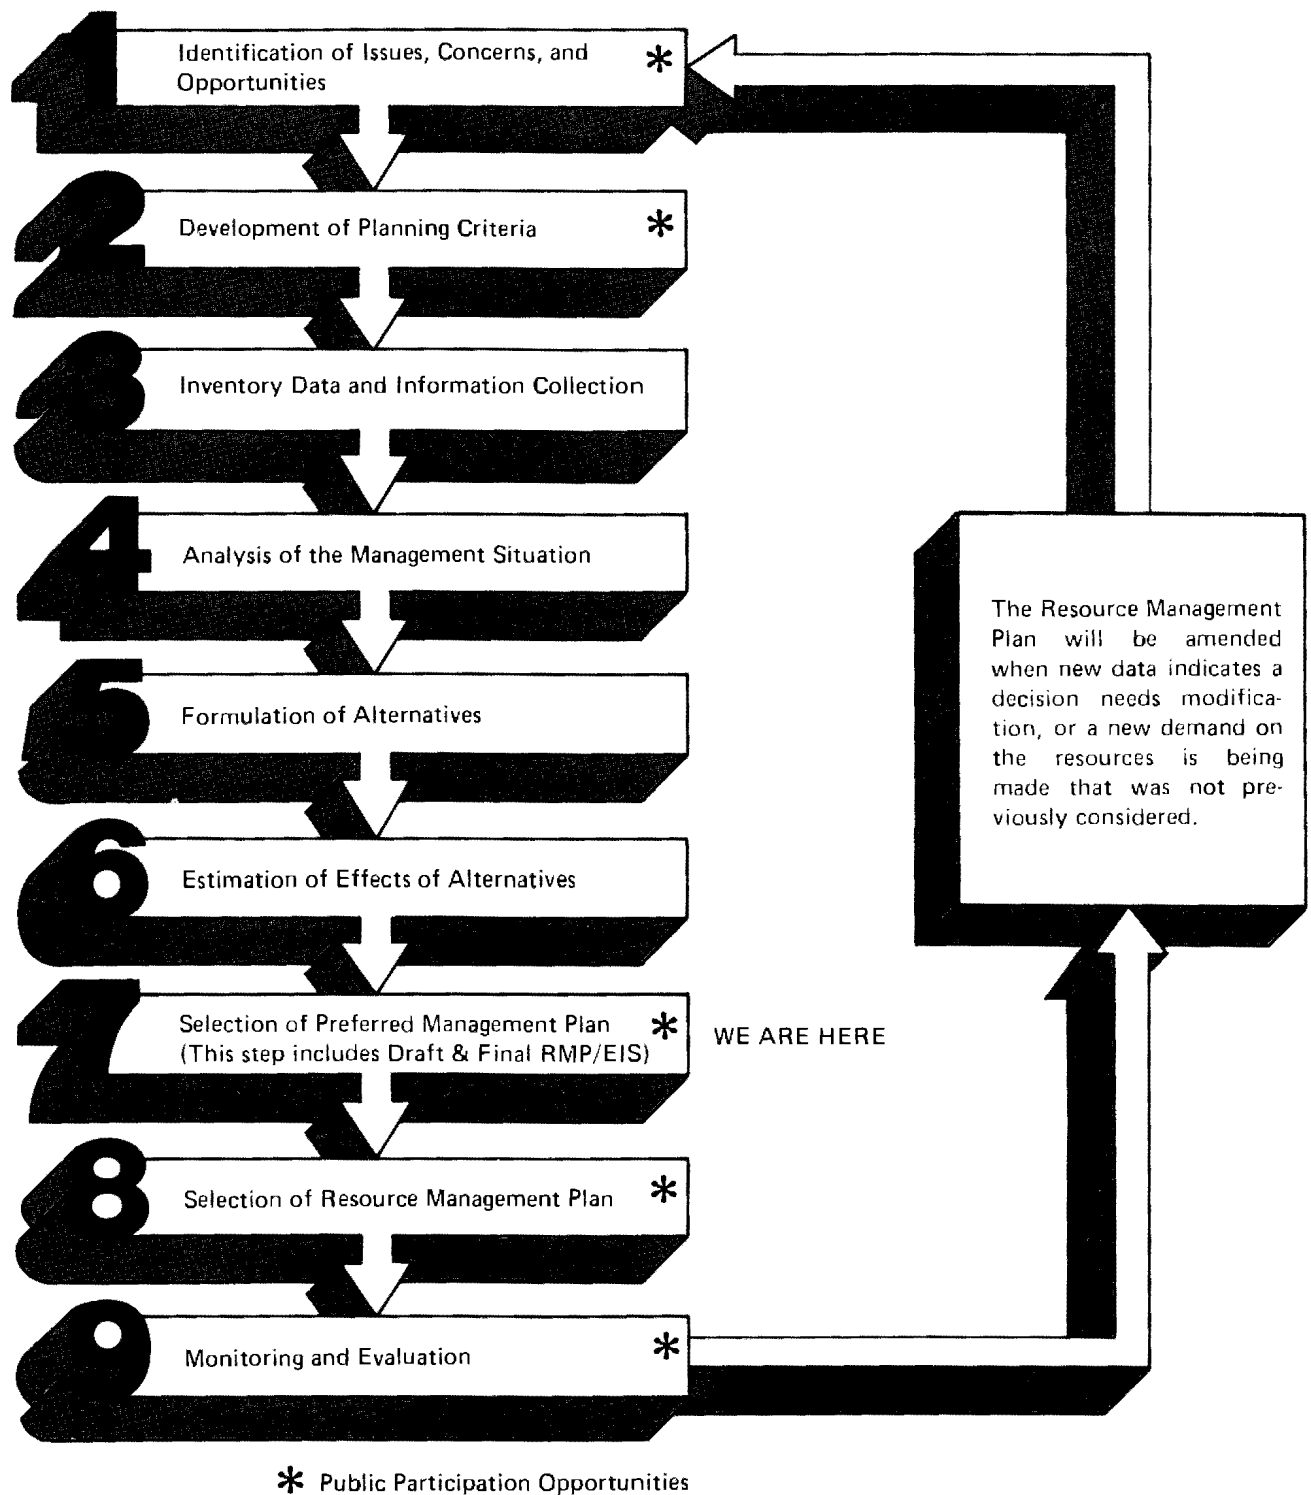 1
Identification of Issues, Concerns, and
Opportunities
*
2
Development of Planning Criteria
*
3
Inventory Data and Information Collection
4
Analysis of the Management Situation
5
Formulation of Alternatives
6
Estimation of Effects of Alternatives
7
Selection of Preferred Management Plan
(This step includes Draft & Final RMP/EIS)
*
WE ARE HERE
8
Selection of Resource Management Plan
*
9
Monitoring and Evaluation
*
The Resource Management
Plan will be amended
when new data indicates a
decision needs modifica-
tion, or a new demand on
the resources is being
made that was not pre-
viously considered.
* Public Participation Opportunities